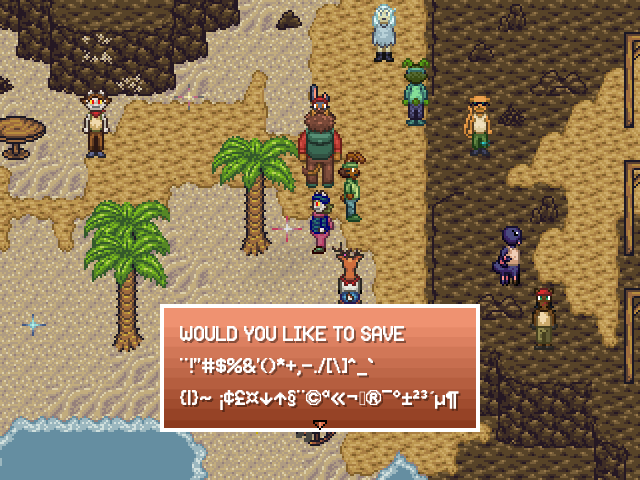 WOULD YOU LIKE TO SAVE
¨!"#$%&'()*+,-./[\]^_`
{|}~ ¡¢£¤↓↑§¨©ª«¬▯®¯°±²³´µ¶